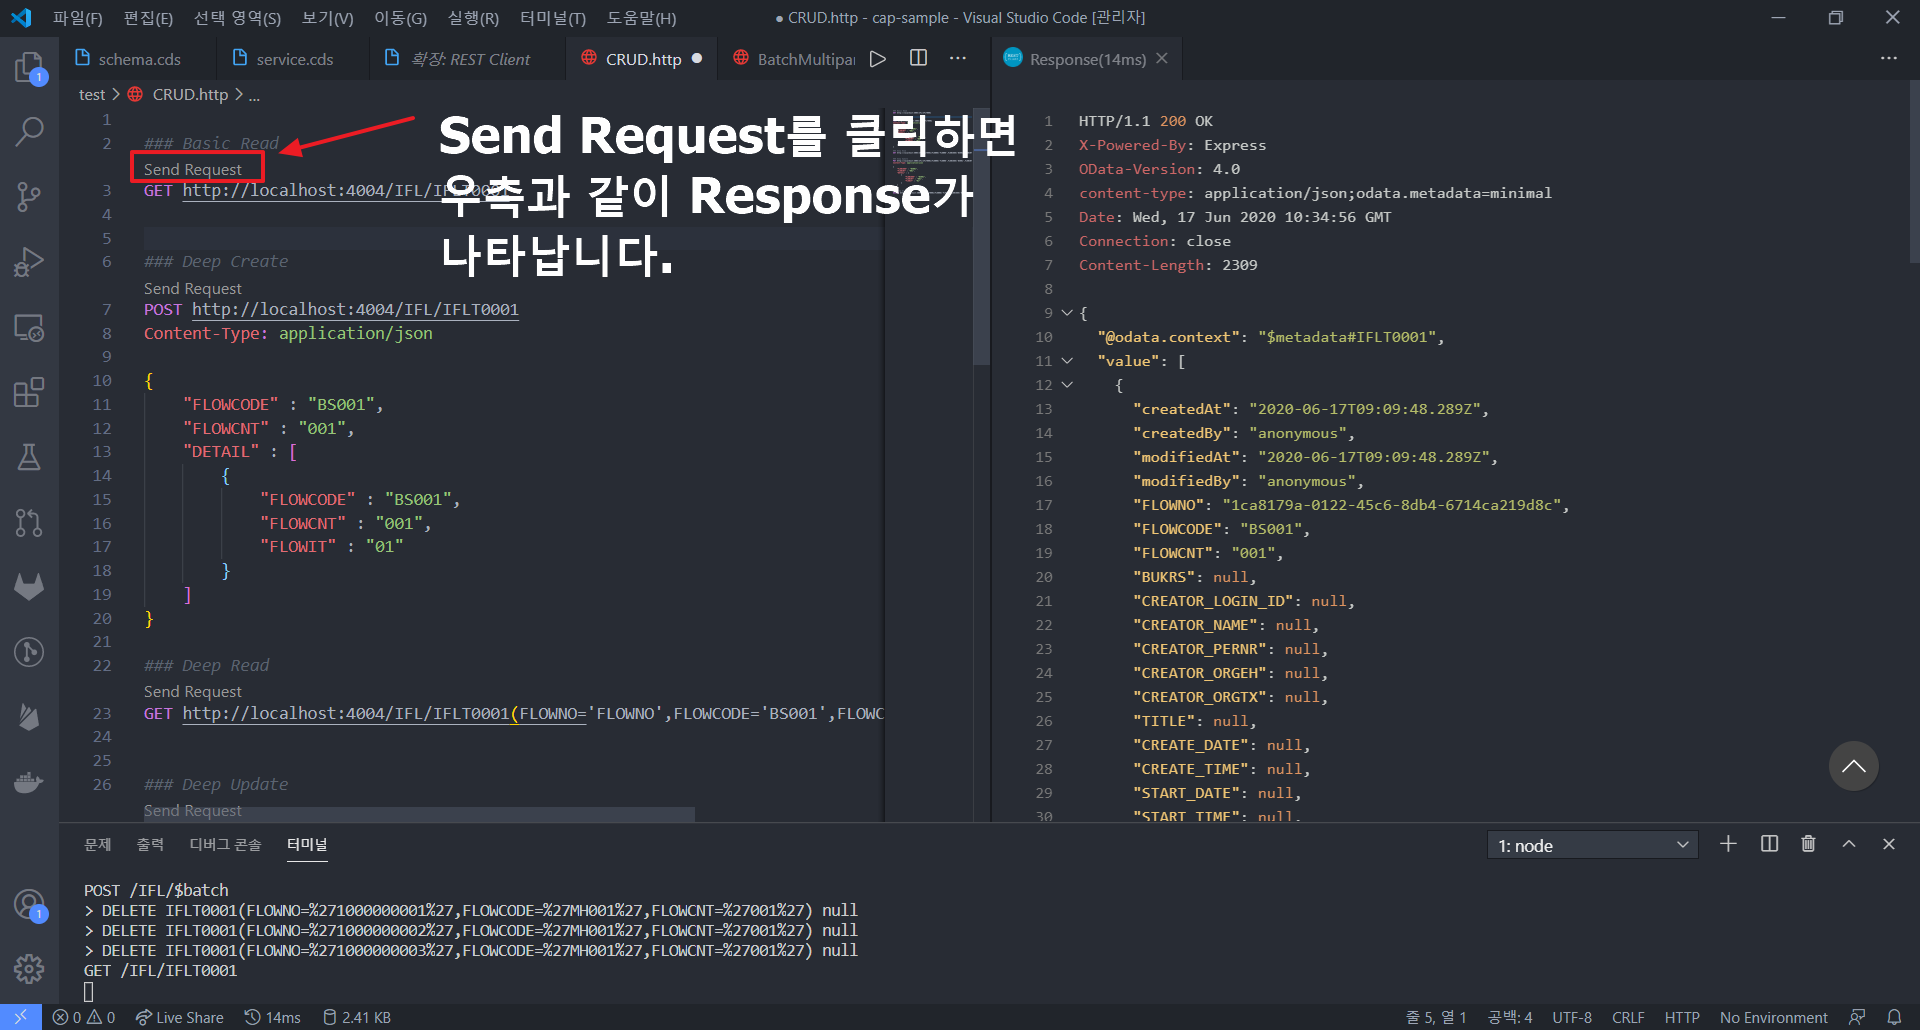 파일(F) 편집(E) 선택 영역(S) 보기(V) 이동(G) 실행(R) 터미널(T) 도움말(H) ● CRUD.http - cap-sample - Visual Studio Code [관리자]
schema.cds service.cds 확장: REST Client CRUD.http ● BatchMultipar
Response(14ms)
test > CRUD.http > ...
Send Request를 클릭하면
우측과 같이 Response가
나타납니다.
1
2 ### Basic Read
Send Request
3 GET http://localhost:4004/IFL/IFLT0001
4
5
6 ### Deep Create
Send Request
7 POST http://localhost:4004/IFL/IFLT0001
8 Content-Type: application/json
9
10 {
11 "FLOWCODE" : "BS001",
12 "FLOWCNT" : "001",
13 "DETAIL" : [
14 {
15 "FLOWCODE" : "BS001",
16 "FLOWCNT" : "001",
17 "FLOWIT" : "01"
18 }
19 ]
20 }
21
22 ### Deep Read
Send Request
23 GET http://localhost:4004/IFL/IFLT0001(FLOWNO='FLOWNO',FLOWCODE='BS001',FLOWC
24
25
26 ### Deep Update
Send Request
1 HTTP/1.1 200 OK
2 X-Powered-By: Express
3 OData-Version: 4.0
4 content-type: application/json;odata.metadata=minimal
5 Date: Wed, 17 Jun 2020 10:34:56 GMT
6 Connection: close
7 Content-Length: 2309
8
9 {
10 "@odata.context": "$metadata#IFLT0001",
11 "value": [
12 {
13 "createdAt": "2020-06-17T09:09:48.289Z",
14 "createdBy": "anonymous",
15 "modifiedAt": "2020-06-17T09:09:48.289Z",
16 "modifiedBy": "anonymous",
17 "FLOWNO": "1ca8179a-0122-45c6-8db4-6714ca219d8c",
18 "FLOWCODE": "BS001",
19 "FLOWCNT": "001",
20 "BUKRS": null,
21 "CREATOR_LOGIN_ID": null,
22 "CREATOR_NAME": null,
23 "CREATOR_PERNR": null,
24 "CREATOR_ORGEH": null,
25 "CREATOR_ORGTX": null,
26 "TITLE": null,
27 "CREATE_DATE": null,
28 "CREATE_TIME": null,
29 "START_DATE": null,
30 "START_TIME": null,
문제 출력 디버그 콘솔 터미널 1: node
POST /IFL/$batch
> DELETE IFLT0001(FLOWNO=%271000000001%27,FLOWCODE=%27MH001%27,FLOWCNT=%27001%27) null
> DELETE IFLT0001(FLOWNO=%271000000002%27,FLOWCODE=%27MH001%27,FLOWCNT=%27001%27) null
> DELETE IFLT0001(FLOWNO=%271000000003%27,FLOWCODE=%27MH001%27,FLOWCNT=%27001%27) null
GET /IFL/IFLT0001
0 0 Live Share 14ms 2.41 KB 줄 5, 열 1 공백: 4 UTF-8 CRLF HTTP No Environment
1
1